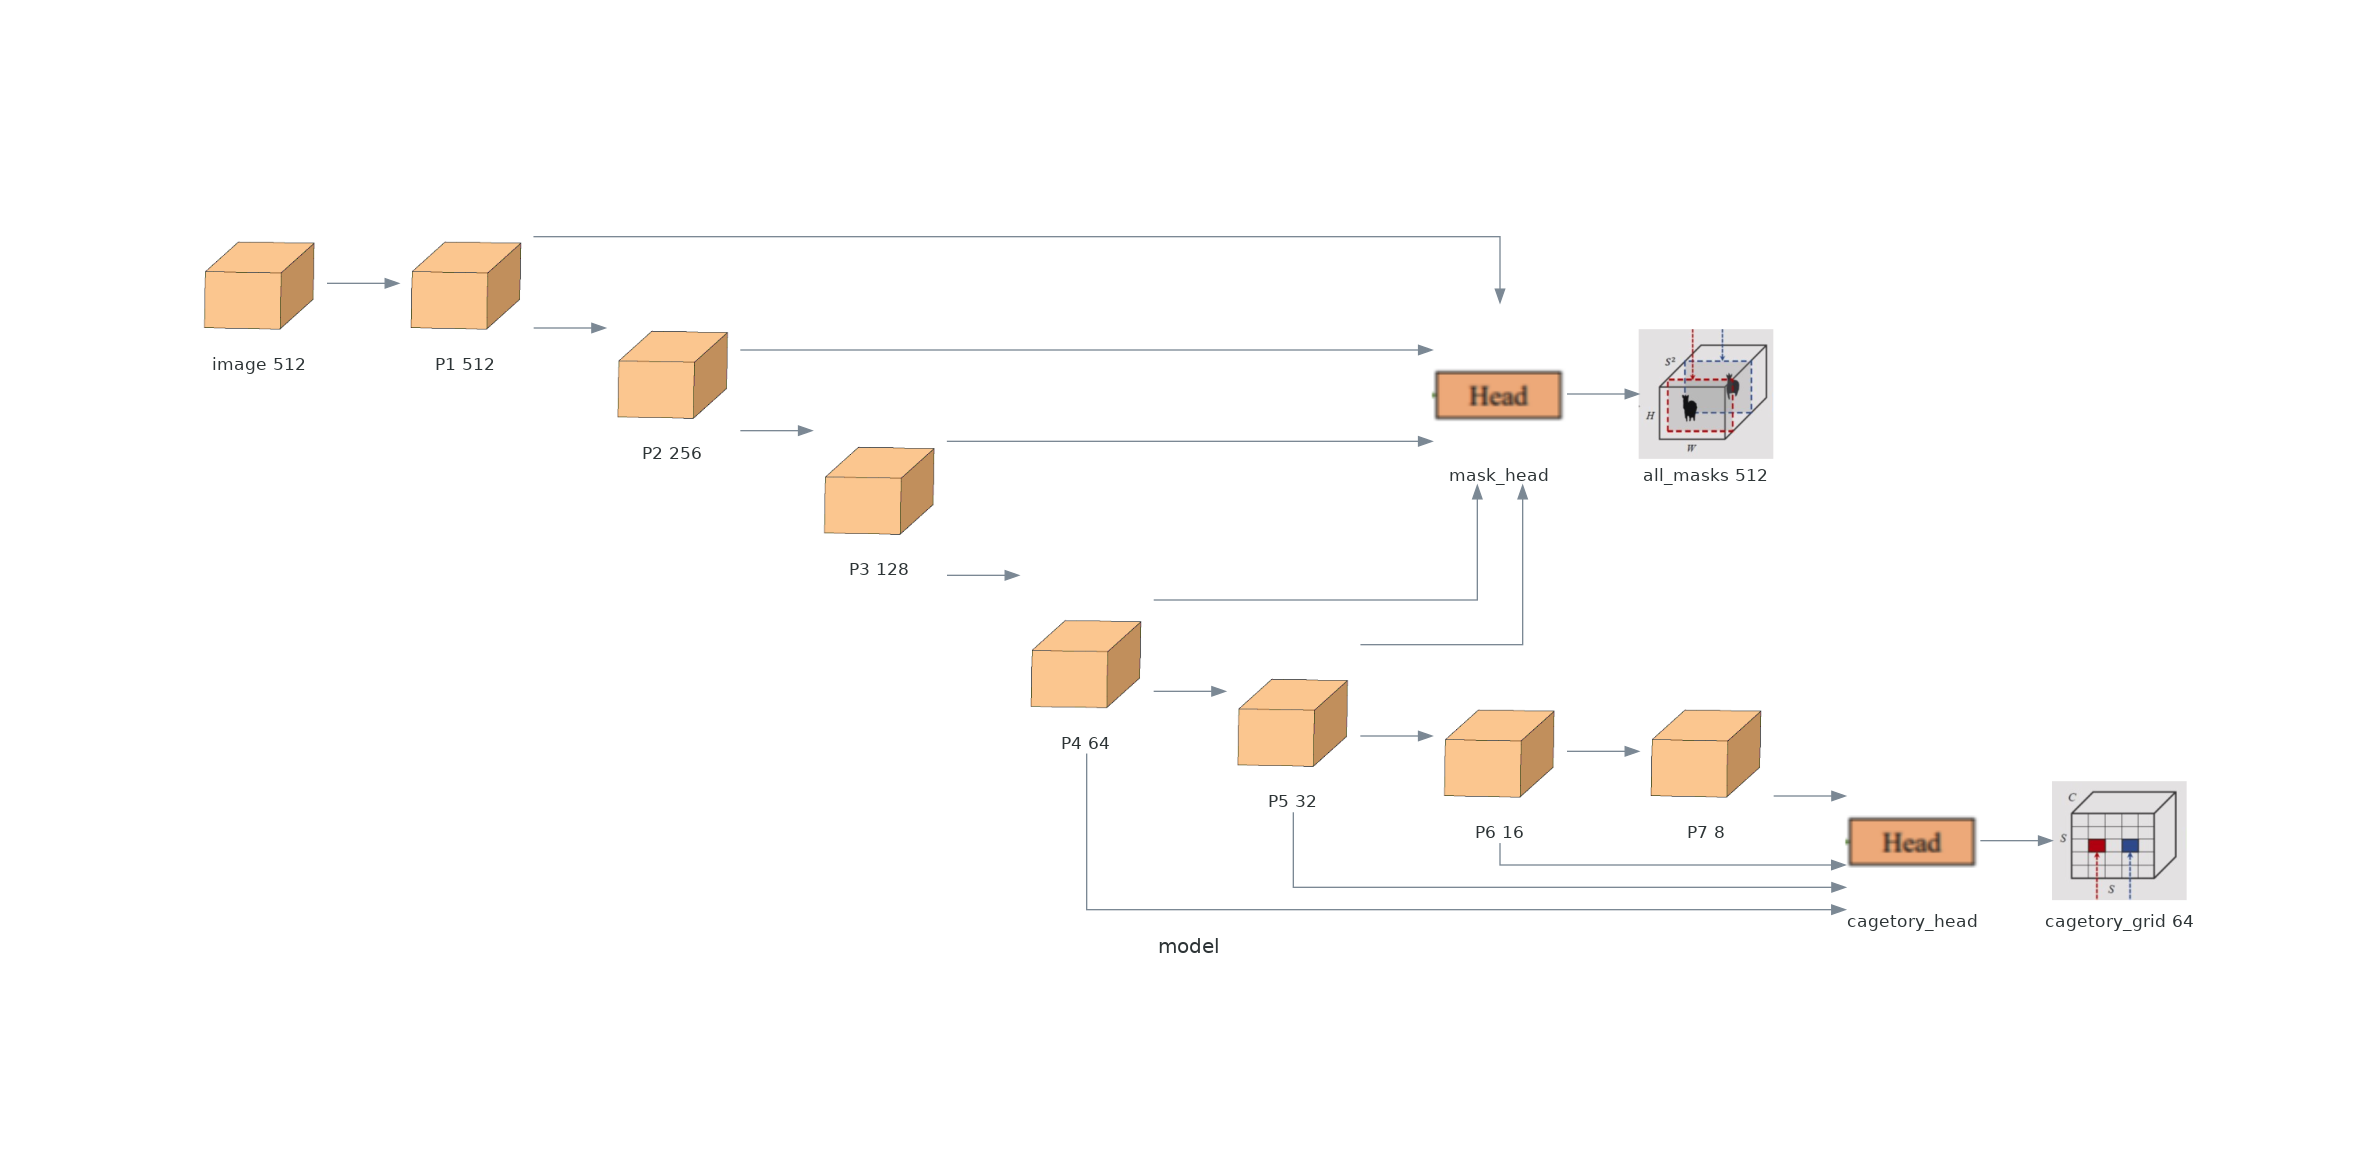 image 512
P1 512
P2 256
P3 128
Head
mask_head
S²
H
W
all_masks 512
P4 64
P5 32
P6 16
P7 8
Head
cagetory_head
C
S
S
cagetory_grid 64
model